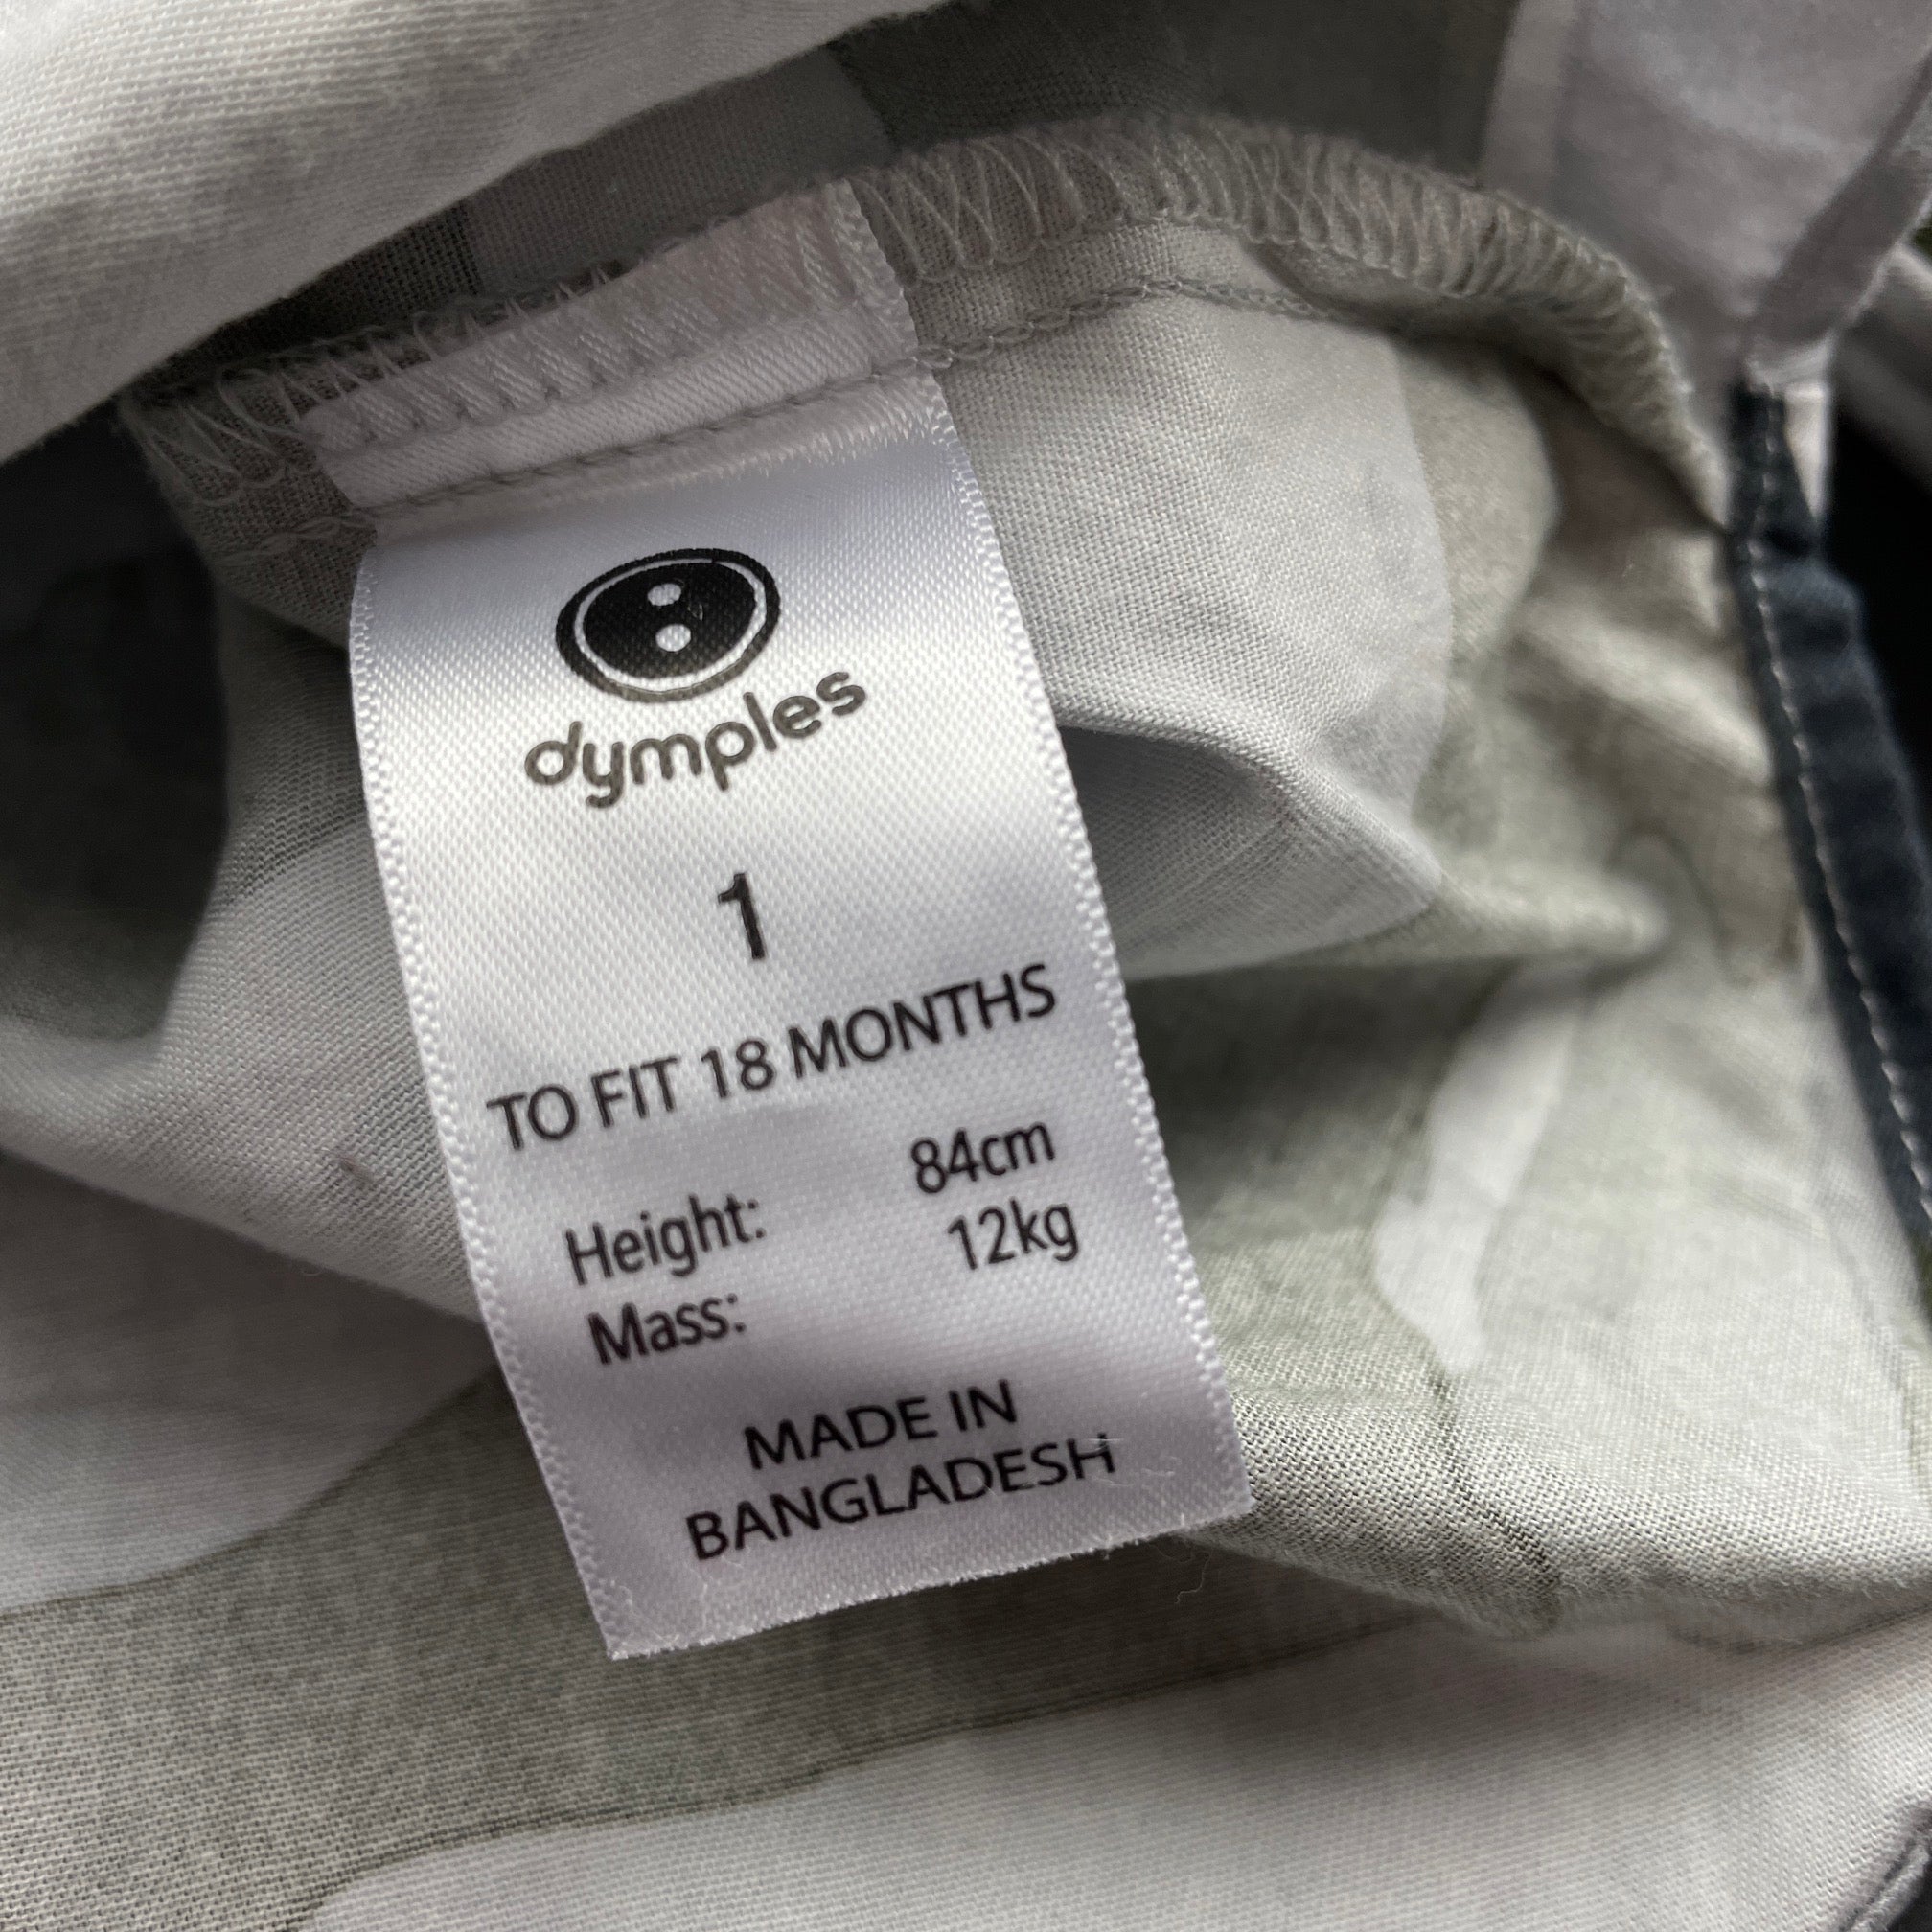 dymples
1
TO FIT 18 MONTHS
Height: 84cm
Mass: 12kg
MADE IN
BANGLADESH